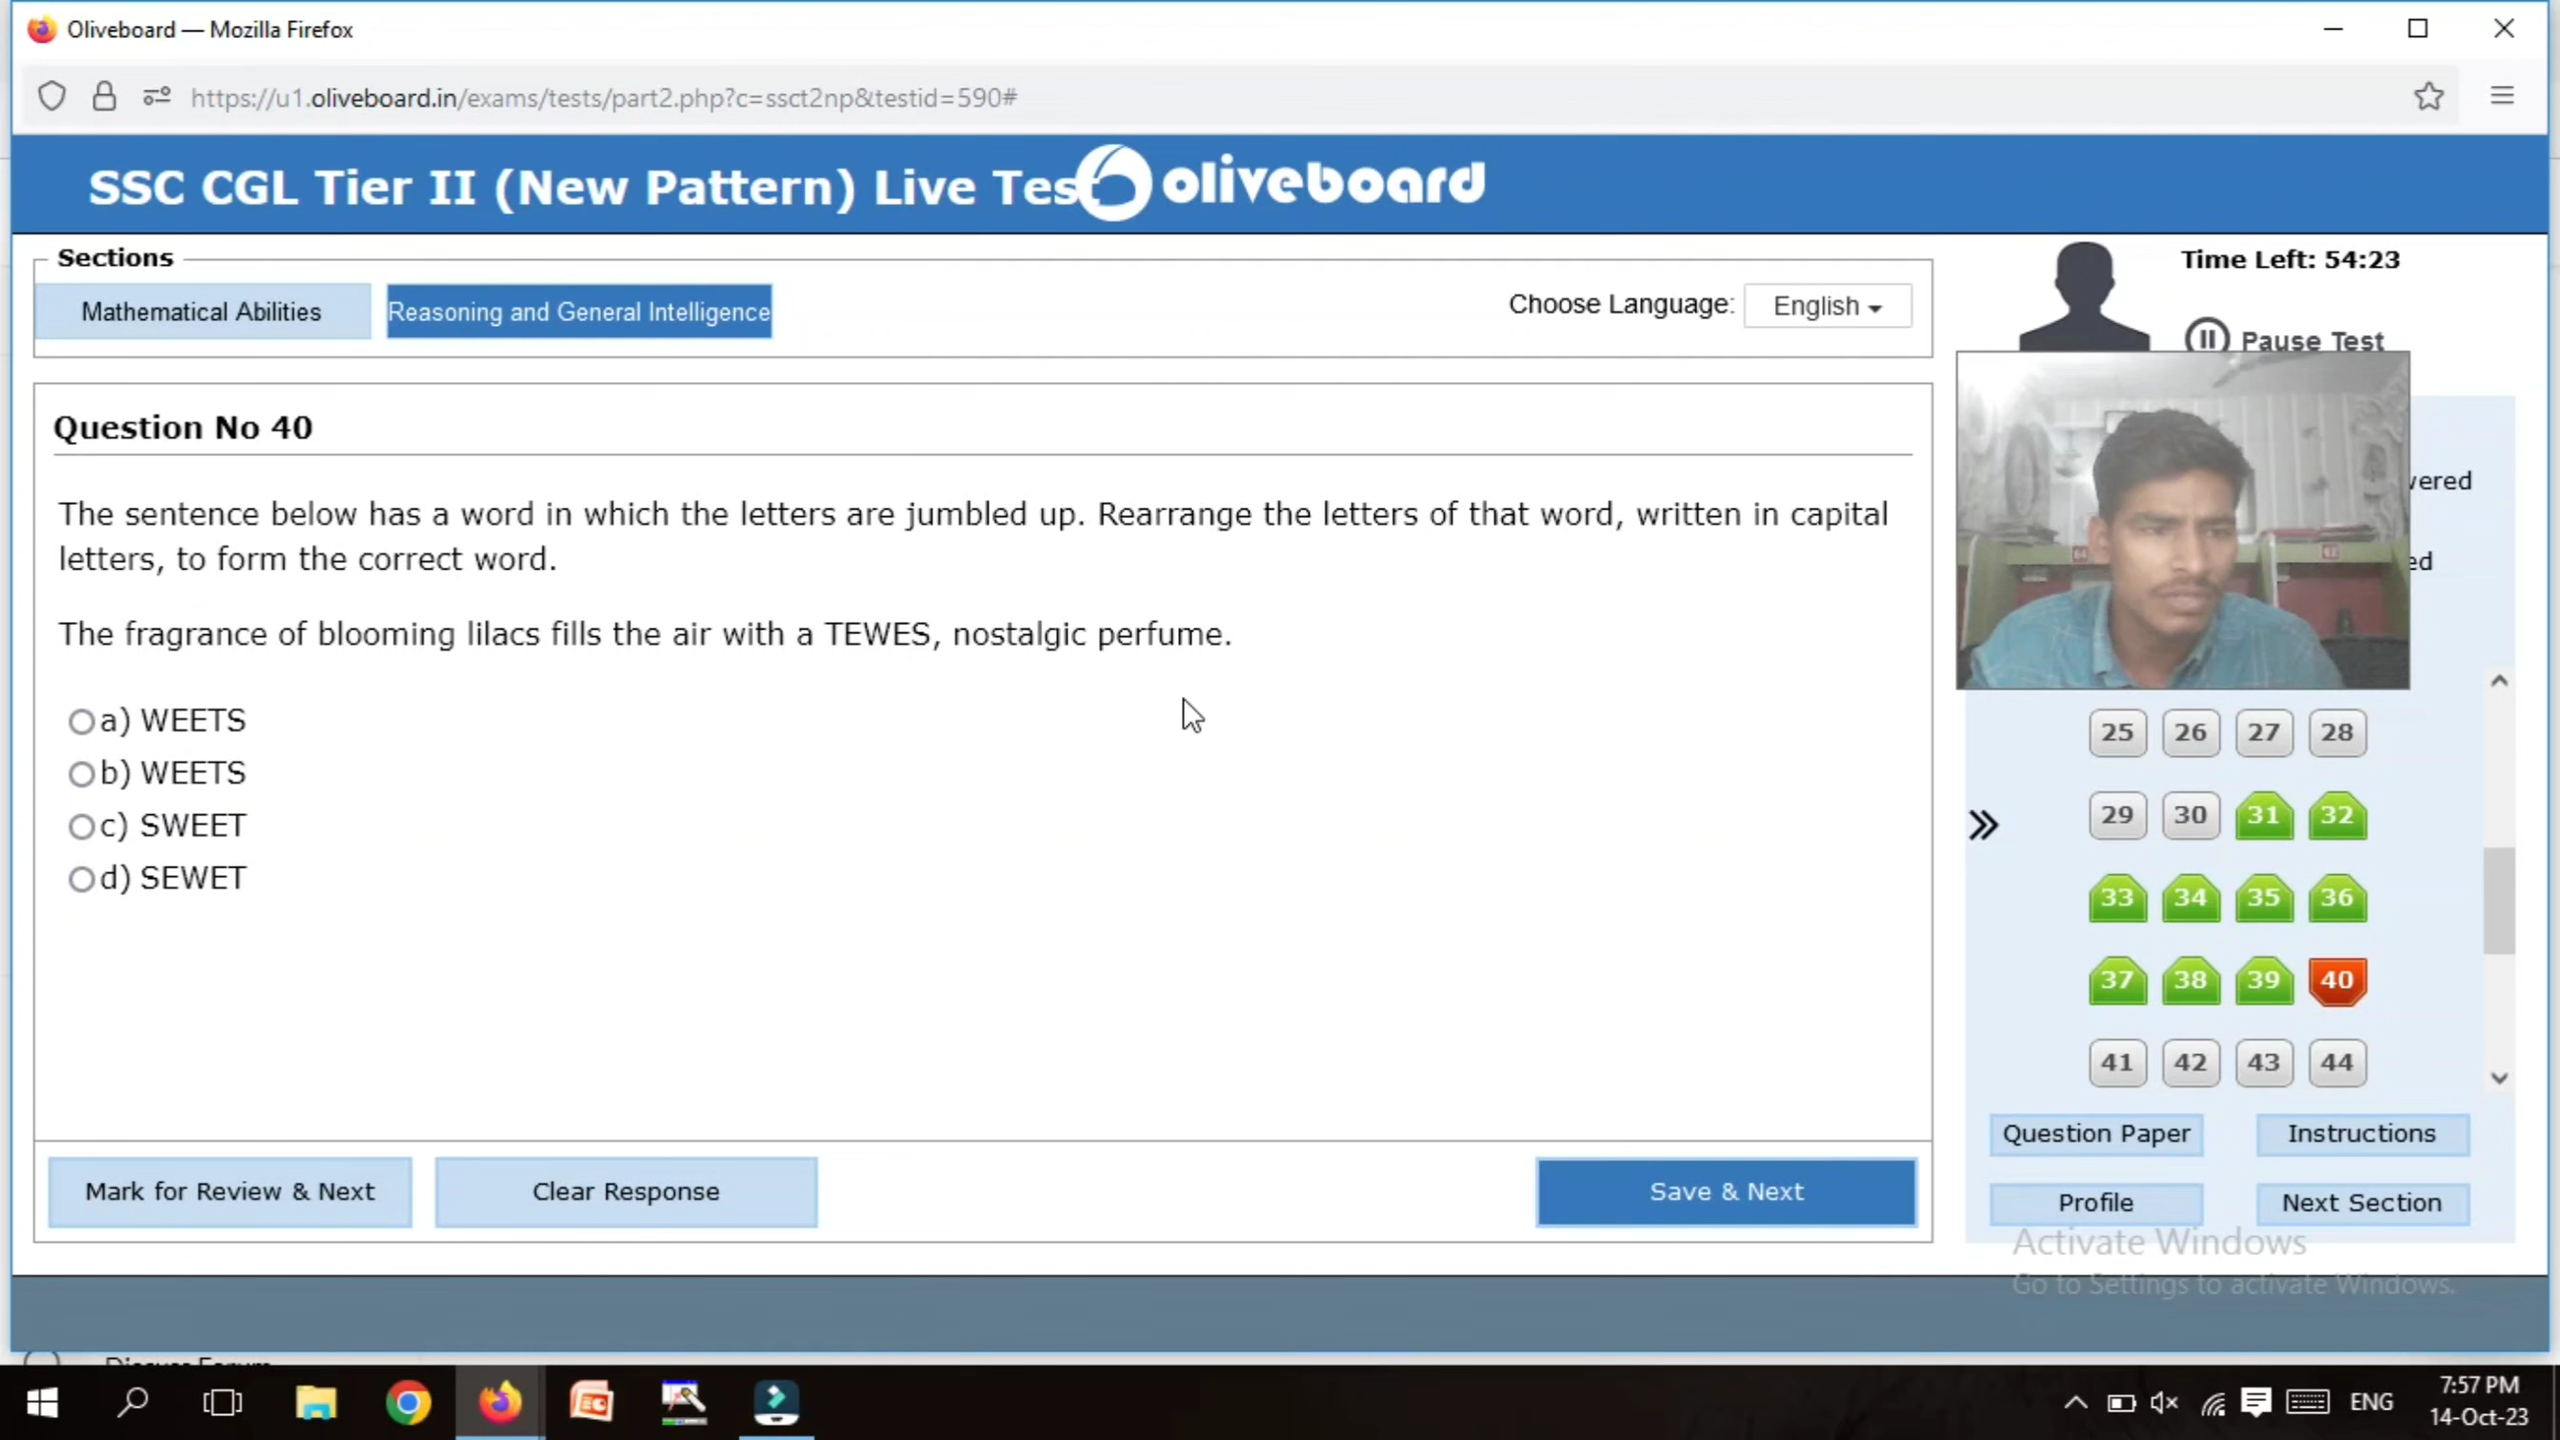 Oliveboard — Mozilla Firefox
https://u1.oliveboard.in/exams/tests/part2.php?c=ssct2np&testid=590#
SSC CGL Tier II (New Pattern) Live Tes
oliveboard
Sections
Mathematical Abilities
Reasoning and General Intelligence
Choose Language:
English
Time Left: 54:23
Pause Test
Question No 40
The sentence below has a word in which the letters are jumbled up. Rearrange the letters of that word, written in capital
letters, to form the correct word.
The fragrance of blooming lilacs fills the air with a TEWES, nostalgic perfume.
a) WEETS
b) WEETS
c) SWEET
d) SEWET
wered
ed
25 26 27 28
29 30 31 32
33 34 35 36
37 38 39 40
41 42 43 44
Question Paper
Instructions
Profile
Next Section
Mark for Review & Next
Clear Response
Save & Next
Activate Windows
Go to Settings to activate Windows.
Discuss Forum
ENG
7:57 PM
14-Oct-23